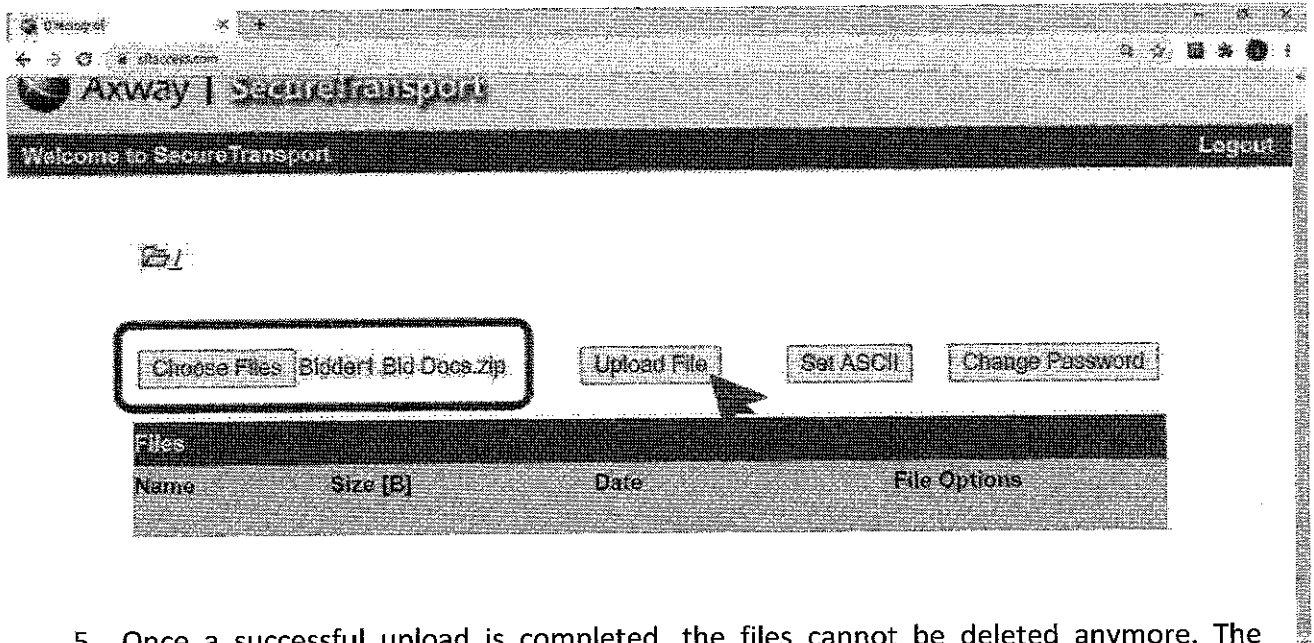 Axway | SecureTransport
Welcome to SecureTransport Logout
Choose Files Bidder1 Bid Docs.zip Upload File Set ASCII Change Password
Files
Name Size [B] Date File Options
5. Once a successful upload is completed, the files cannot be deleted anymore. The